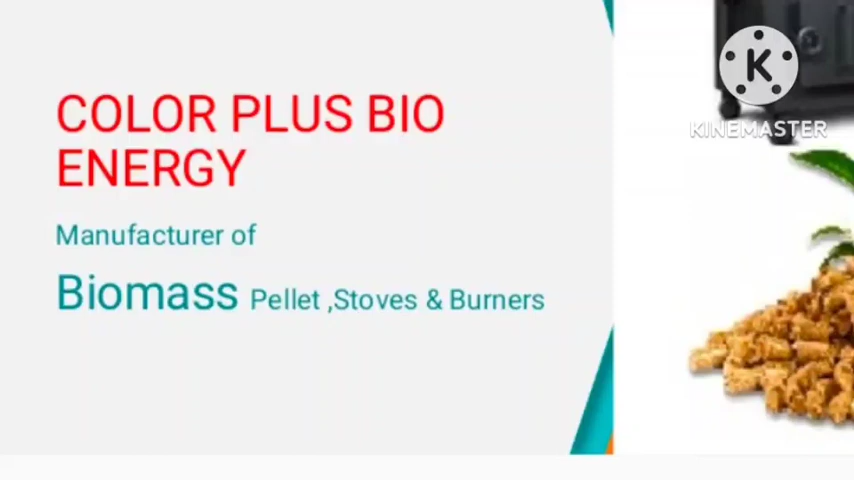 COLOR PLUS BIO
ENERGY
Manufacturer of
Biomass Pellet ,Stoves & Burners
K
KINEMASTER